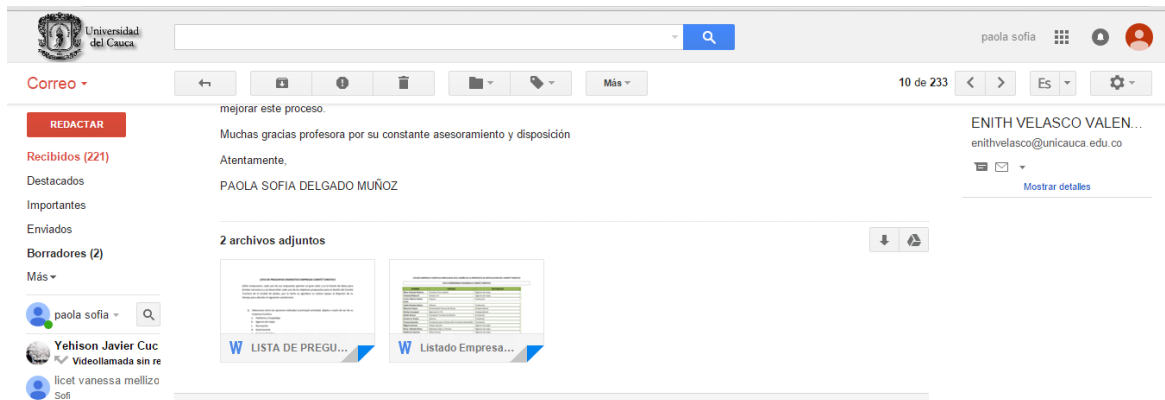 Universidad
del Cauca
paola sofia
Correo
Más
10 de 233
Es
REDACTAR
Recibidos (221)
Destacados
Importantes
Enviados
Borradores (2)
Más
paola sofia
Yehison Javier Cuc
Videollamada sin re
licet vanessa mellizo
Sofi
mejorar este proceso.
Muchas gracias profesora por su constante asesoramiento y disposición
Atentamente,
PAOLA SOFIA DELGADO MUÑOZ
2 archivos adjuntos
W LISTA DE PREGU...
W Listado Empresa...
ENITH VELASCO VALEN...
enithvelasco@unicauca.edu.co
Mostrar detalles